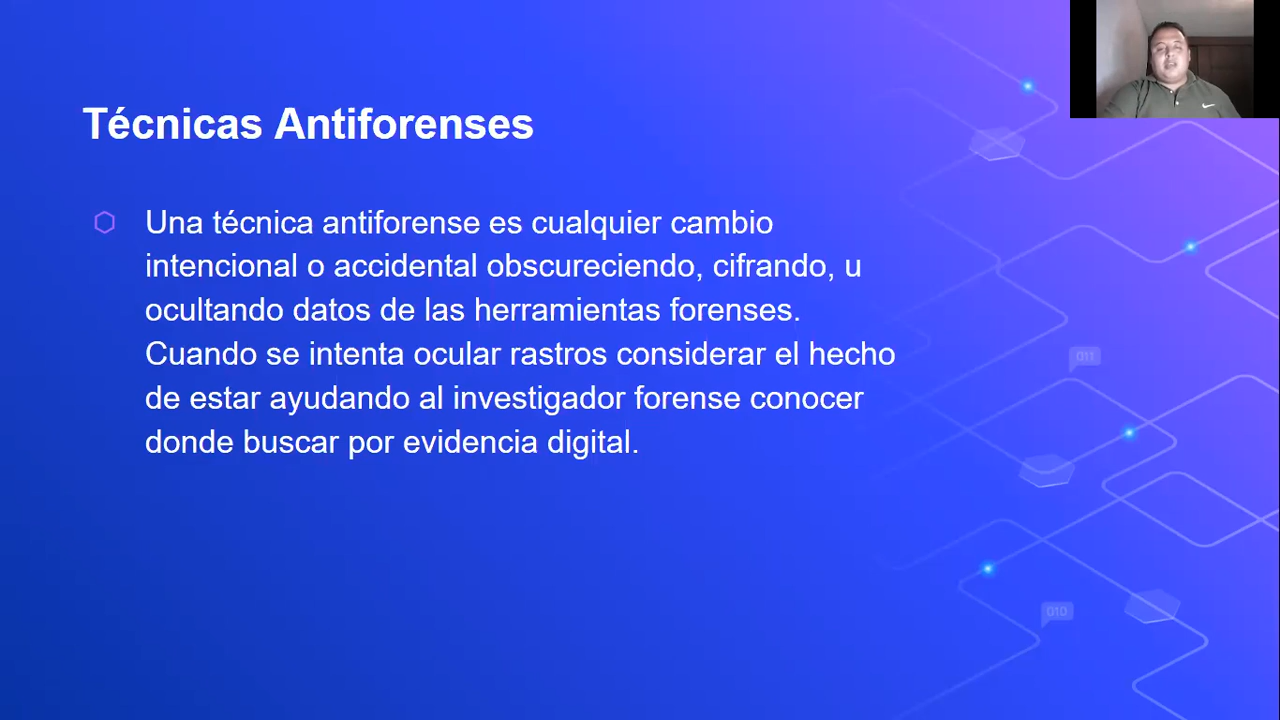 Técnicas Antiforenses
Una técnica antiforense es cualquier cambio
intencional o accidental obscureciendo, cifrando, u
ocultando datos de las herramientas forenses.
Cuando se intenta ocular rastros considerar el hecho
de estar ayudando al investigador forense conocer
donde buscar por evidencia digital.
011
010